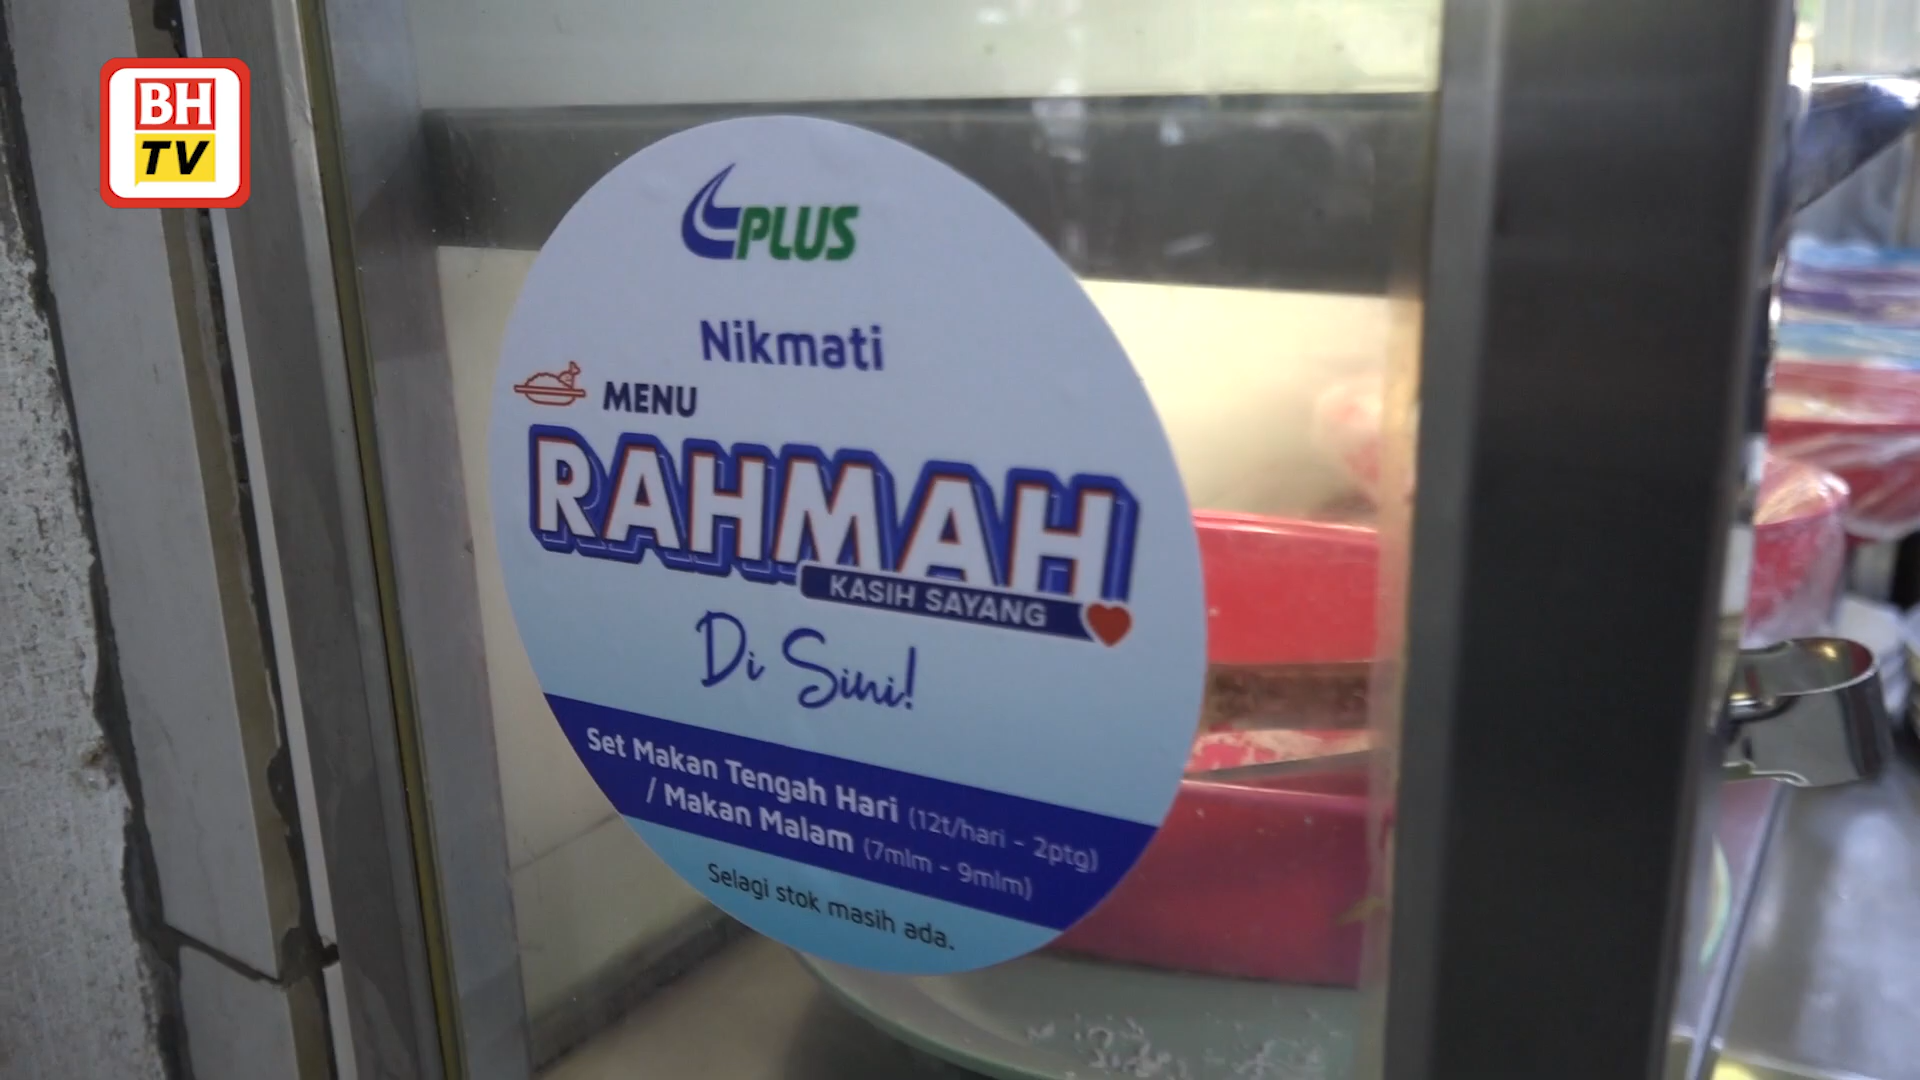 BH
TV
PLUS
Nikmati
MENU
RAHMAH
KASIH SAYANG
Di Sini!
Set Makan Tengah Hari (12t/hari - 2ptg)
/ Makan Malam (7mlm - 9mlm)
Selagi stok masih ada.